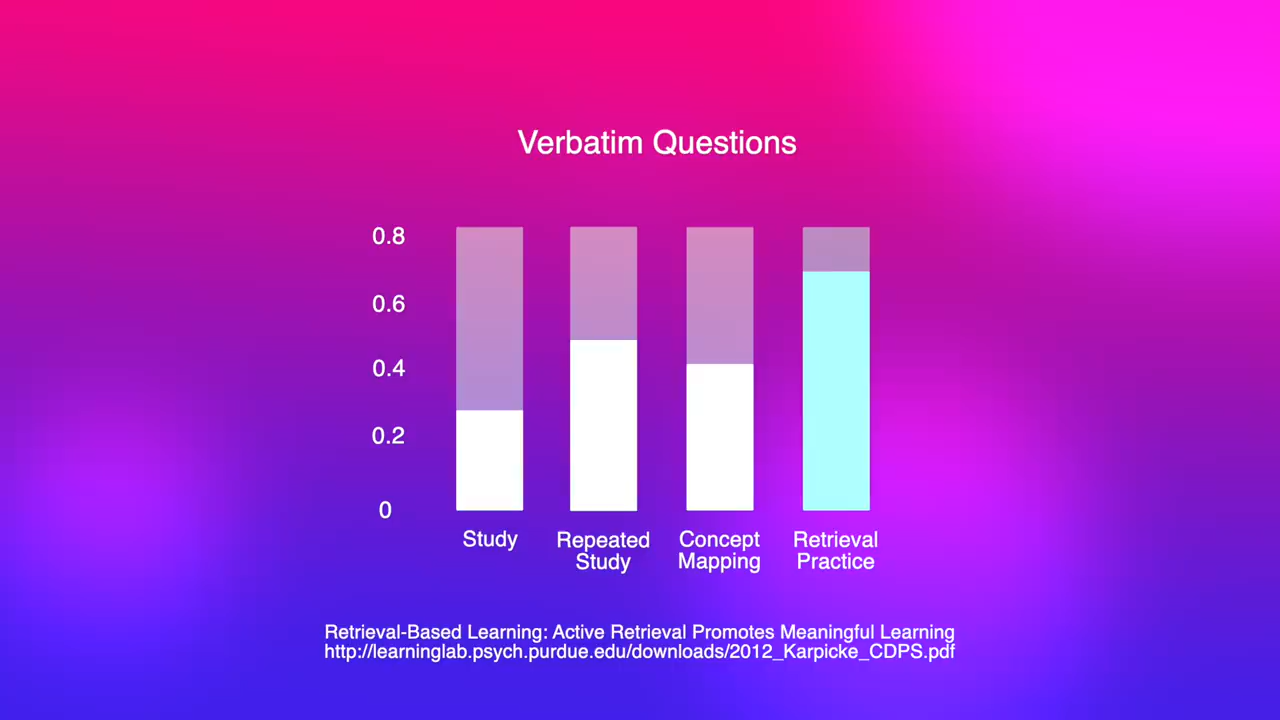 Verbatim Questions
0.8
0.6
0.4
0.2
0
Study
Repeated
Study
Concept
Mapping
Retrieval
Practice
Retrieval-Based Learning: Active Retrieval Promotes Meaningful Learning
http://learninglab.psych.purdue.edu/downloads/2012_Karpicke_CDPS.pdf